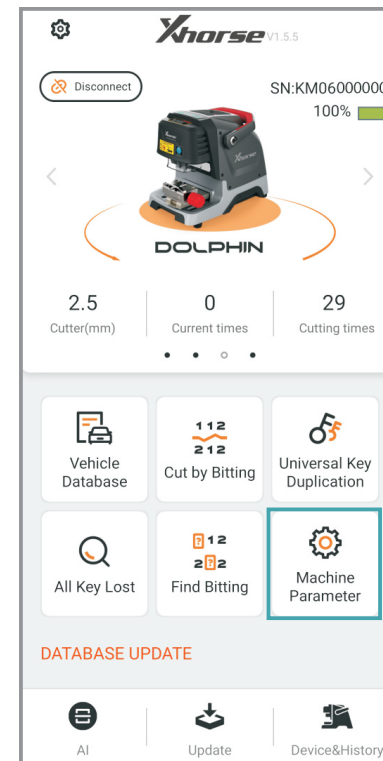 Xhorse V1.5.5
Disconnect
SN:KM06000000
100%
DOLPHIN
2.5
0
29
Cutter(mm)
Current times
Cutting times
112
212
Vehicle
Database
Cut by Bitting
Universal Key
Duplication
?12
2?2
All Key Lost
Find Bitting
Machine
Parameter
DATABASE UPDATE
AI
Update
Device&History